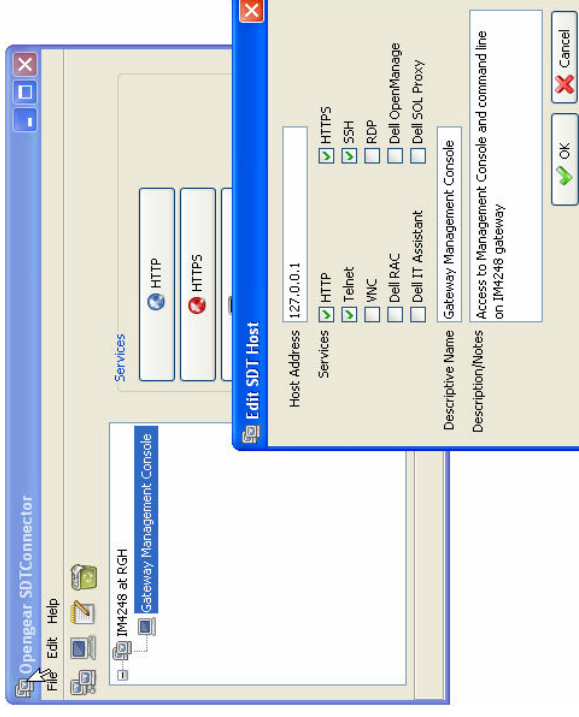 Opengear SDTConnector
File Edit Help
IM4248 at RGH
Gateway Management Console
Services
HTTP
HTTPS
Edit SDT Host
Host Address 127.0.0.1
Services HTTP HTTPS
Telnet SSH
VNC RDP
Dell RAC Dell OpenManage
Dell IT Assistant Dell SOL Proxy
Descriptive Name Gateway Management Console
Description/Notes Access to Management Console and command line
on IM4248 gateway
OK Cancel